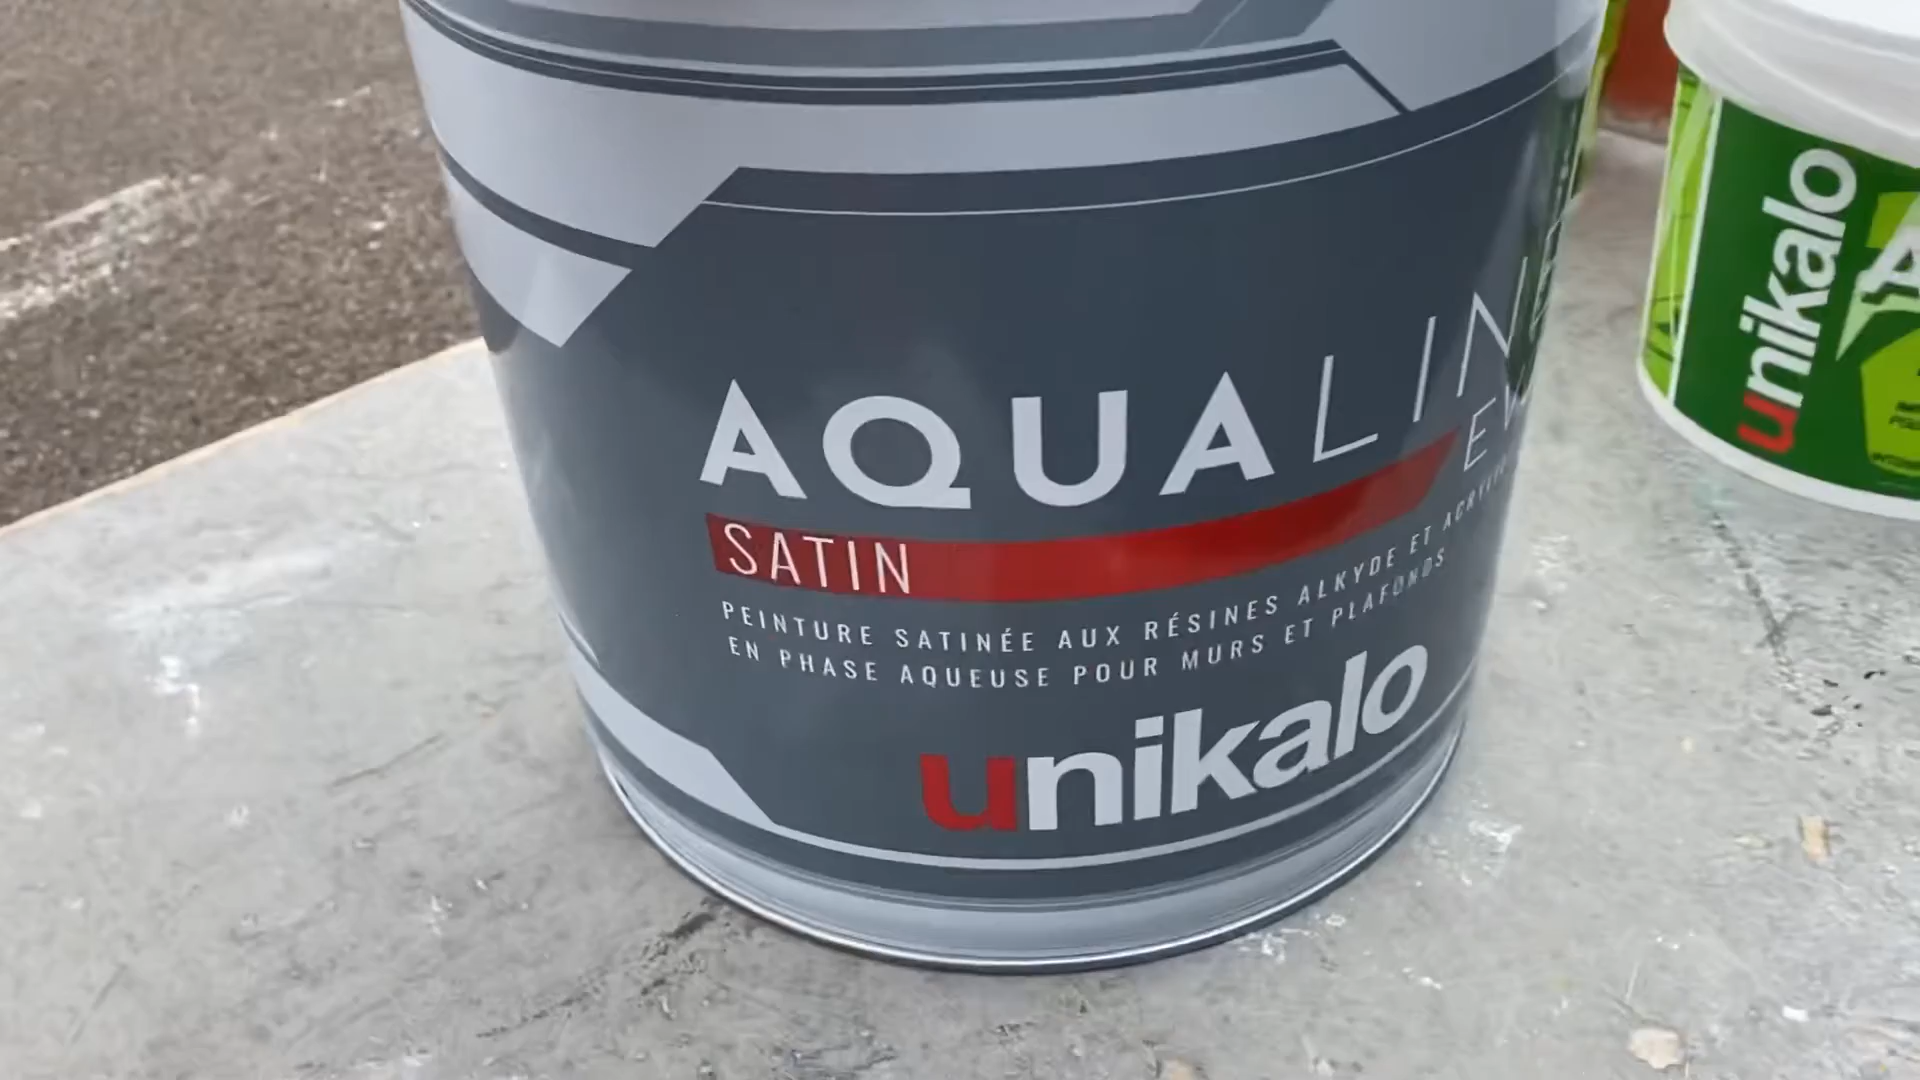 AQUALINE
SATIN
PEINTURE SATINÉE AUX RÉSINES ALKYDE ET
EN PHASE AQUEUSE POUR MURS ET PLAFONDS
unikalo
unikalo